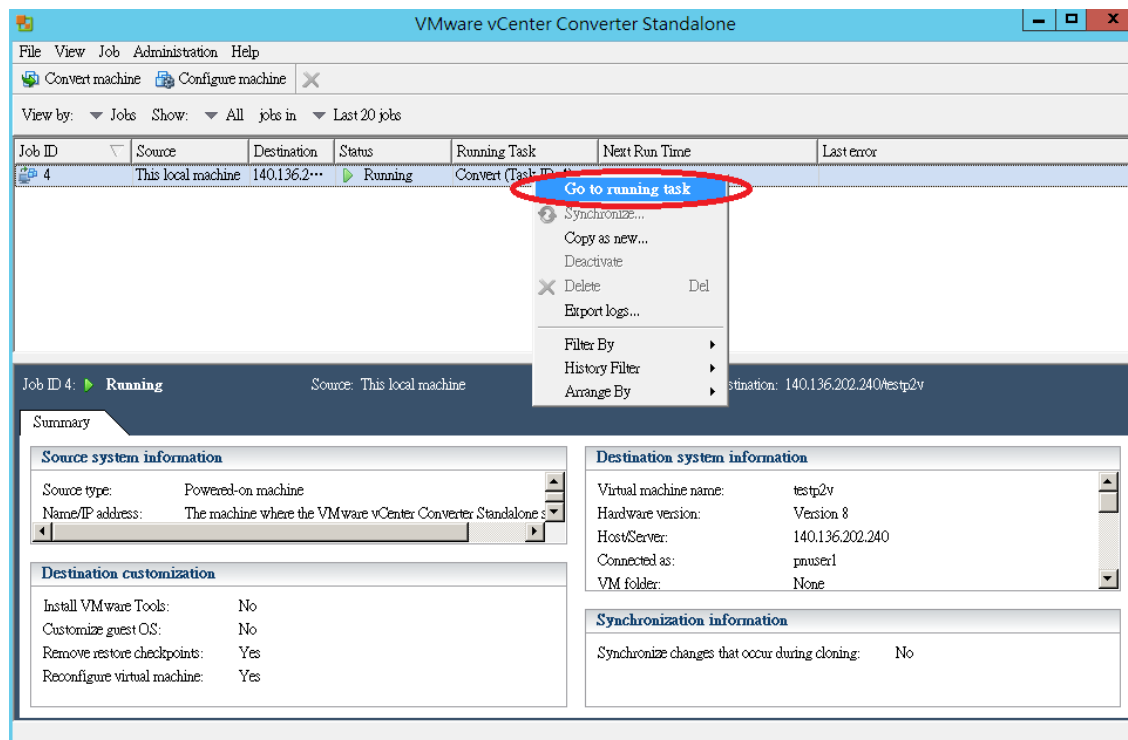 VMware vCenter Converter Standalone
File View Job Administration Help
Convert machine Configure machine
View by: Jobs Show: All jobs in Last 20 jobs
Job ID Source Destination Status Running Task Next Run Time Last error
4 This local machine 140.136.2··· Running Convert (Task ID
Go to running task
Synchronize...
Copy as new...
Deactivate
Delete Del
Export logs...
Filter By
History Filter
Arrange By
Job ID 4: Running Source: This local machine stination: 140.136.202.240/testp2v
Summary
Source system information
Source type: Powered-on machine
Name/IP address: The machine where the VMware vCenter Converter Standalone s
Destination customization
Install VMware Tools: No
Customize guest OS: No
Remove restore checkpoints: Yes
Reconfigure virtual machine: Yes
Destination system information
Virtual machine name: testp2v
Hardware version: Version 8
Host/Server: 140.136.202.240
Connected as: pnuser1
VM folder: None
Synchronization information
Synchronize changes that occur during cloning: No